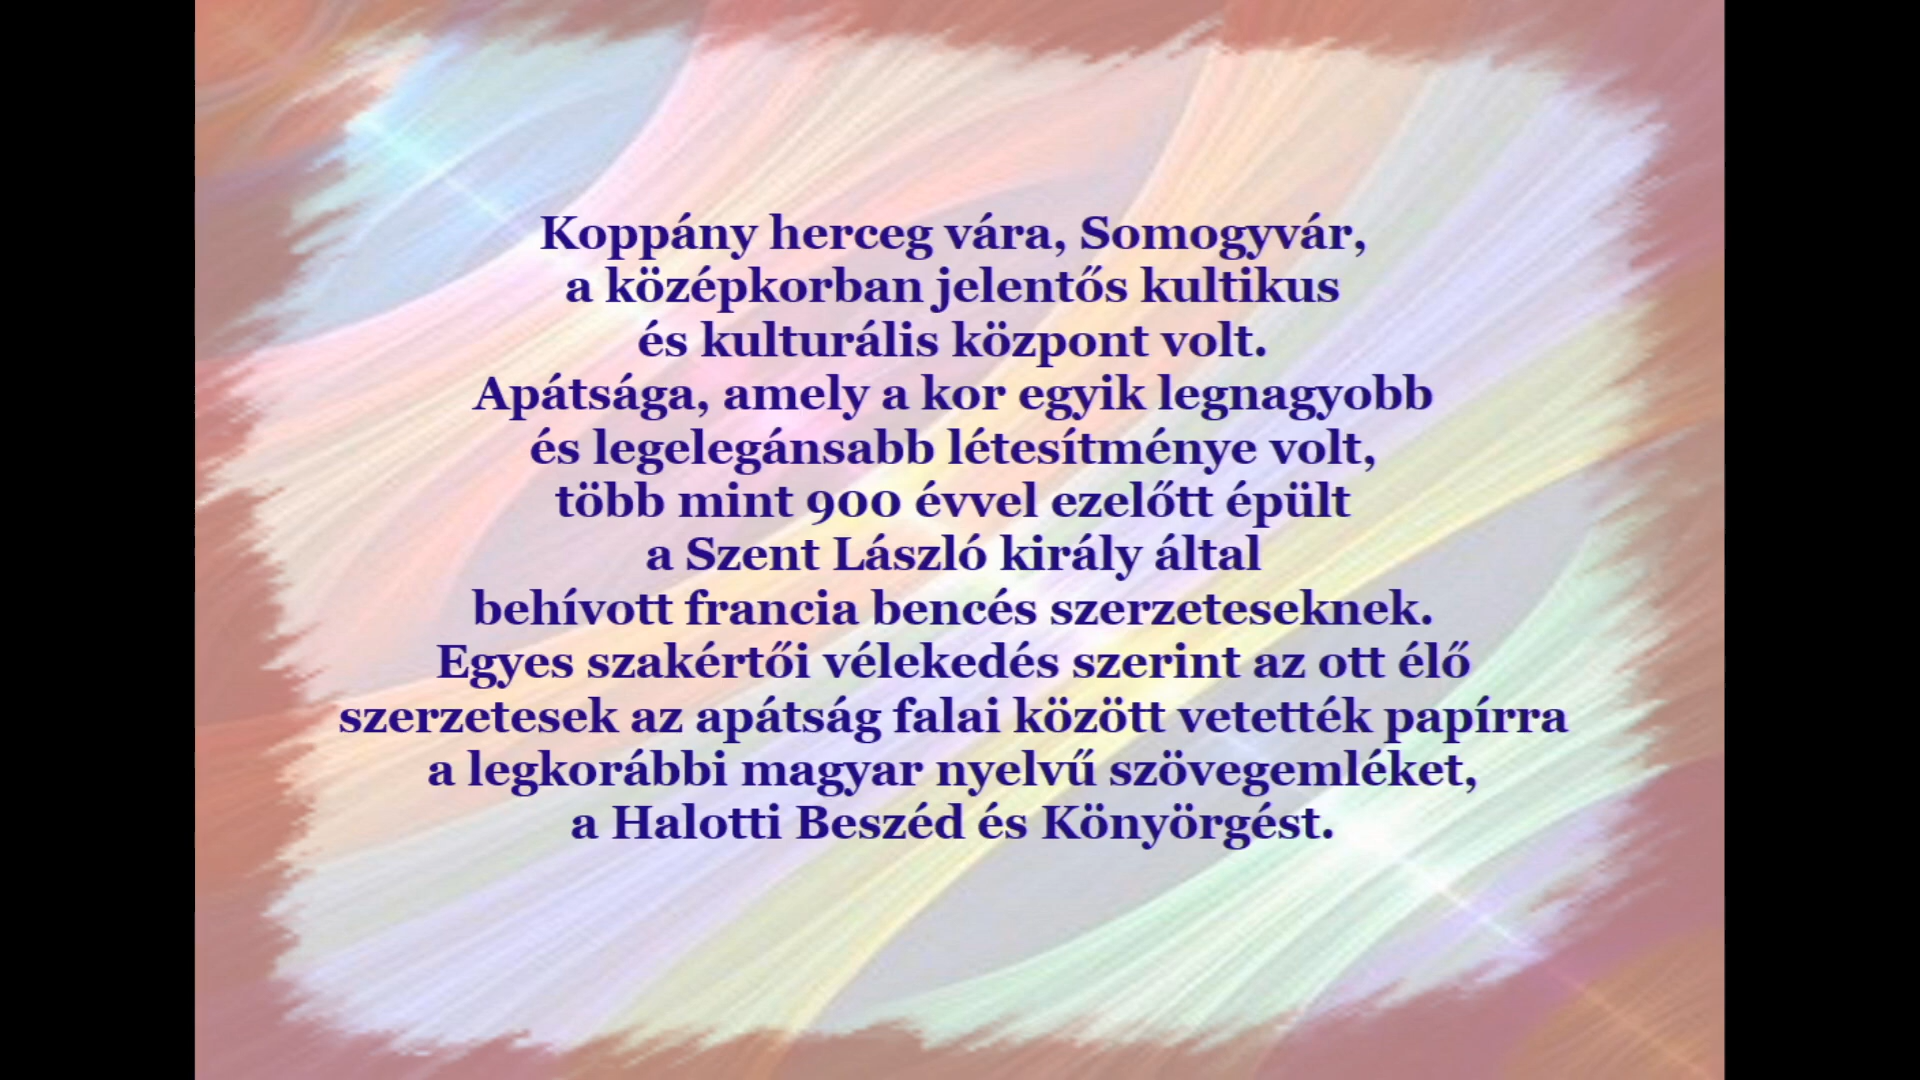 Koppány herceg vára, Somogyvár,
a középkorban jelentős kultikus
és kulturális központ volt.
Apátsága, amely a kor egyik legnagyobb
és legelegánsabb létesítménye volt,
több mint 900 évvel ezelőtt épült
a Szent László király által
behívott francia bencés szerzeteseknek.
Egyes szakértői vélekedés szerint az ott élő
szerzetesek az apátság falai között vetették papírra
a legkorábbi magyar nyelvű szövegemléket,
a Halotti Beszéd és Könyörgést.